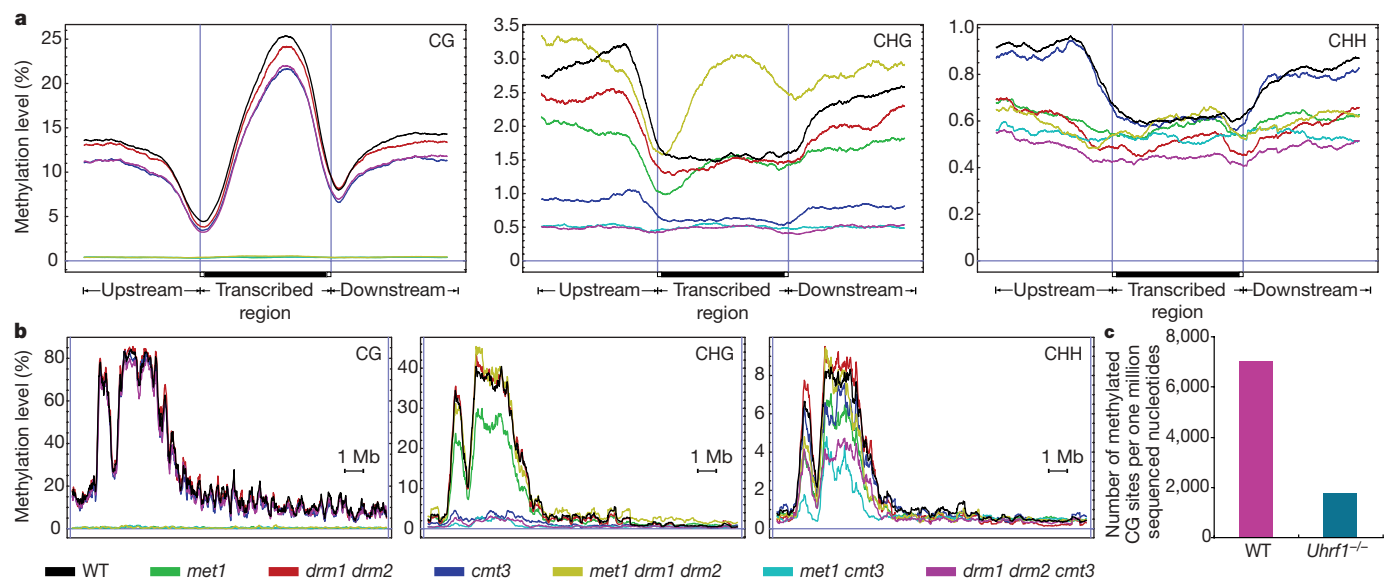 a
Methylation level (%)
25
20
15
10
5
0
CG
Upstream
Transcribed region
Downstream
3.5
3.0
2.5
2.0
1.5
1.0
0.5
0
CHG
Upstream
Transcribed region
Downstream
1.0
0.8
0.6
0.4
0.2
0
CHH
Upstream
Transcribed region
Downstream
b
Methylation level (%)
80
60
40
20
0
CG
1 Mb
40
30
20
10
0
CHG
1 Mb
8
6
4
2
0
CHH
1 Mb
c
Number of methylated
CG sites per one million
sequenced nucleotides
8,000
6,000
4,000
2,000
0
WT
Uhrf1–/–
WT
met1
drm1 drm2
cmt3
met1 drm1 drm2
met1 cmt3
drm1 drm2 cmt3